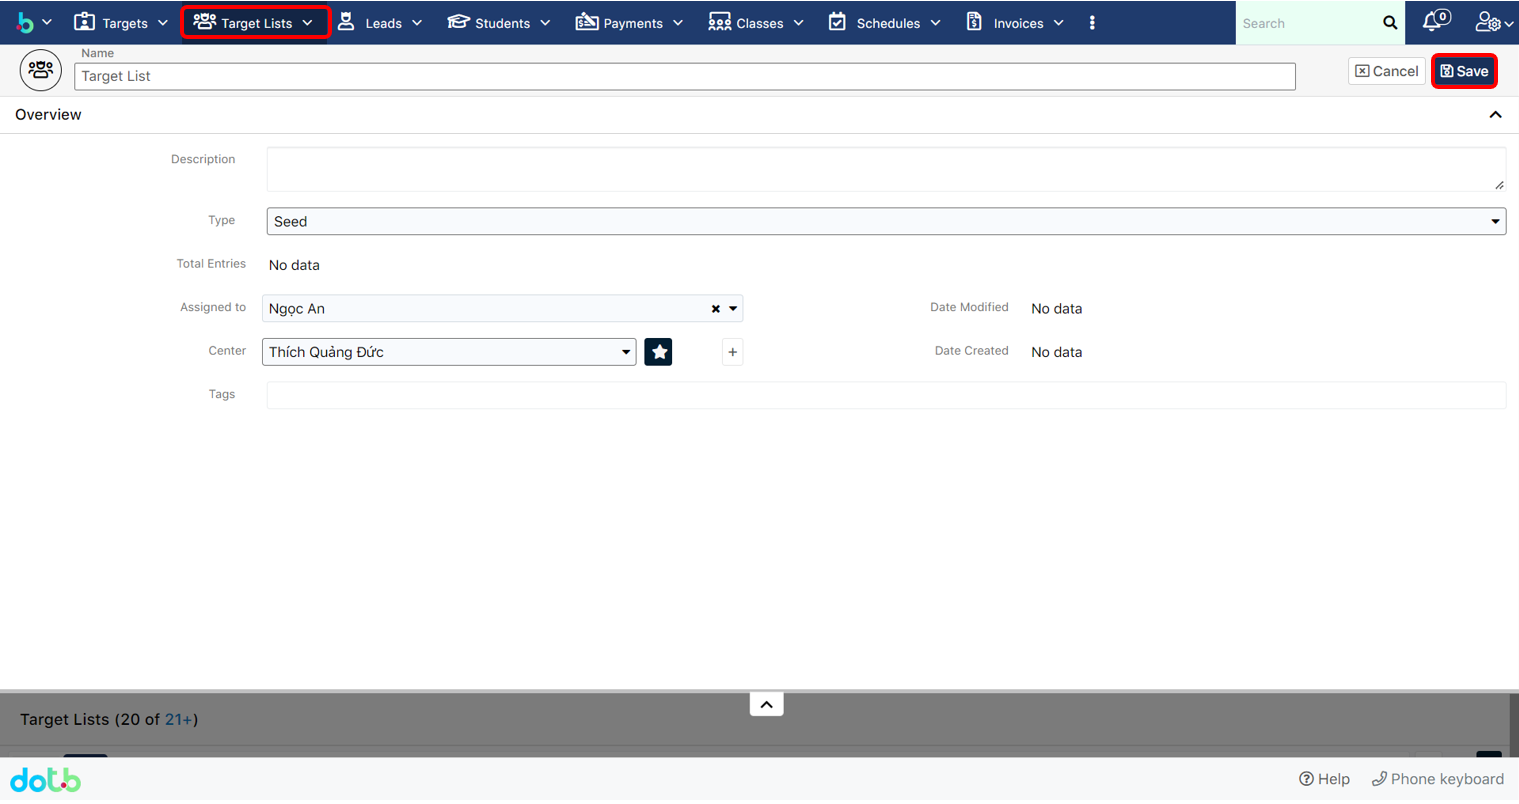 b Targets Target Lists Leads Students Payments Classes Schedules Invoices Search 0
Name
Target List
Cancel Save
Overview
Description
Type Seed
Total Entries No data
Assigned to Ngọc An Date Modified No data
Center Thích Quảng Đức Date Created No data
Tags
Target Lists (20 of 21+)
dotb Help Phone keyboard